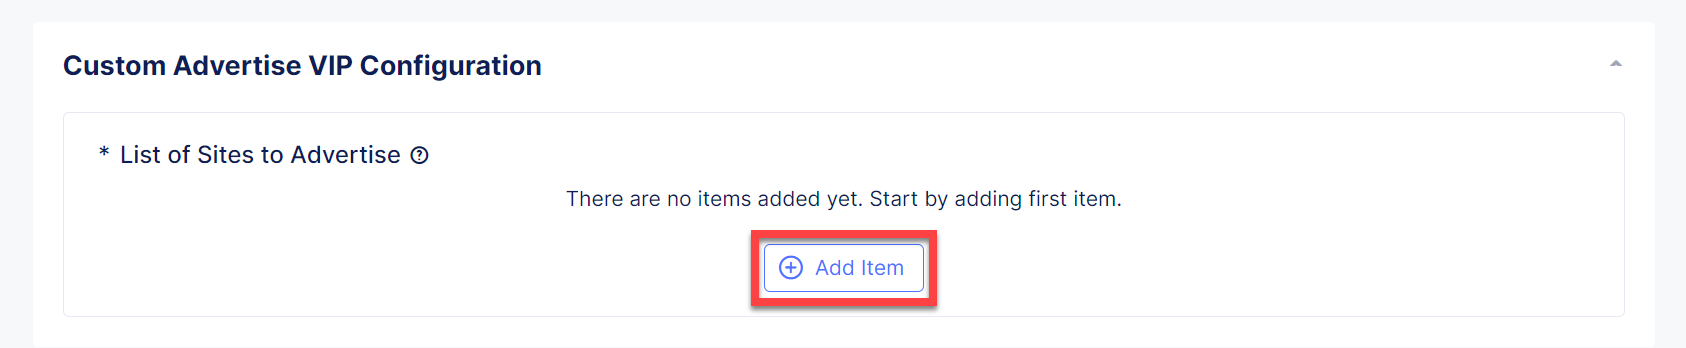 Custom Advertise VIP Configuration
* List of Sites to Advertise
There are no items added yet. Start by adding first item.
Add Item